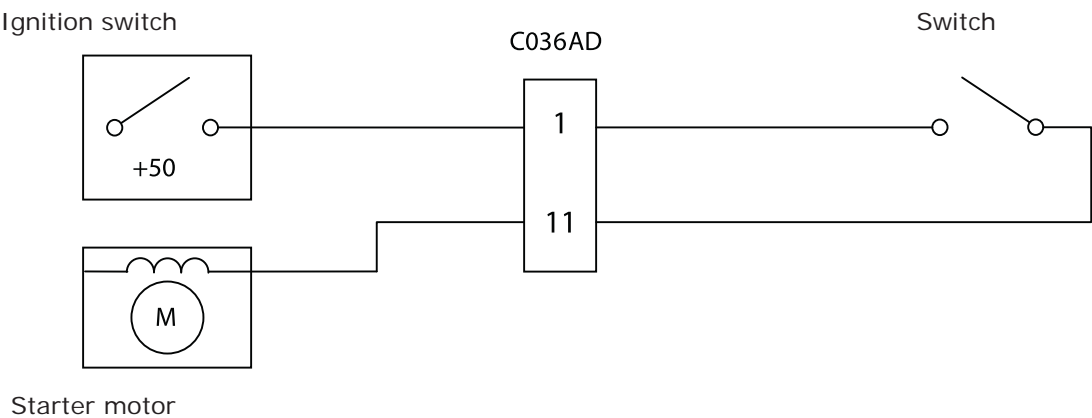 Ignition switch
Switch
C036AD
1
+50
11
M
Starter motor